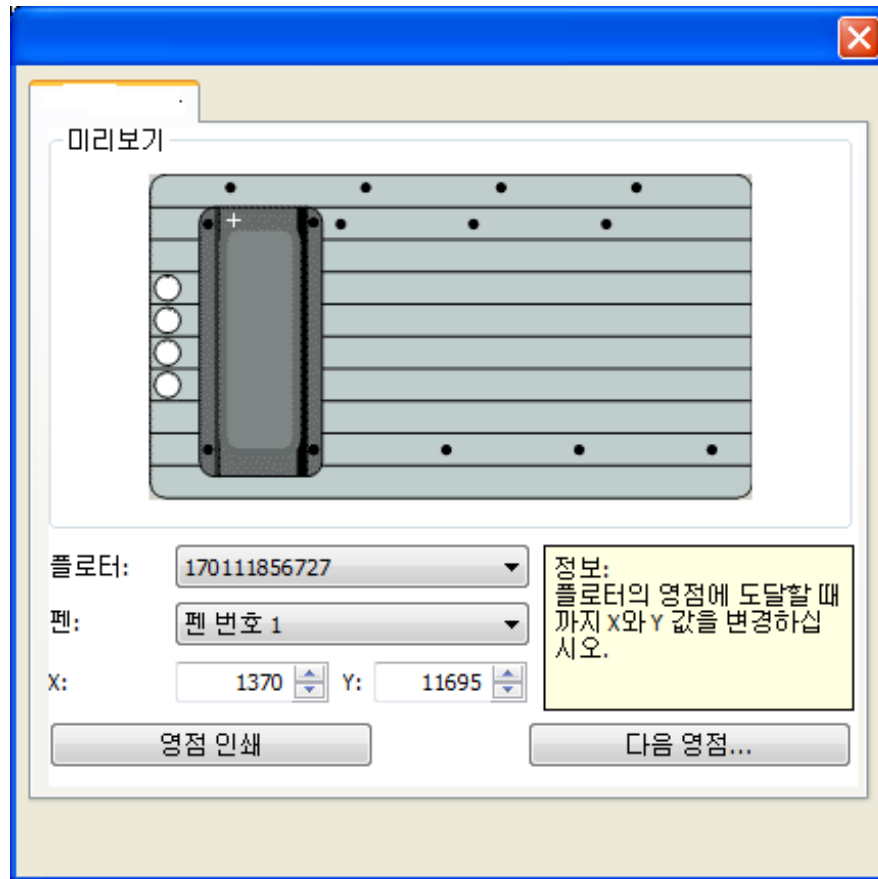 미리보기
플로터:
170111856727
펜:
펜 번호 1
X:
1370
Y:
11695
정보:
플로터의 영점에 도달할 때
까지 X와 Y 값을 변경하십
시오.
영점 인쇄
다음 영점...